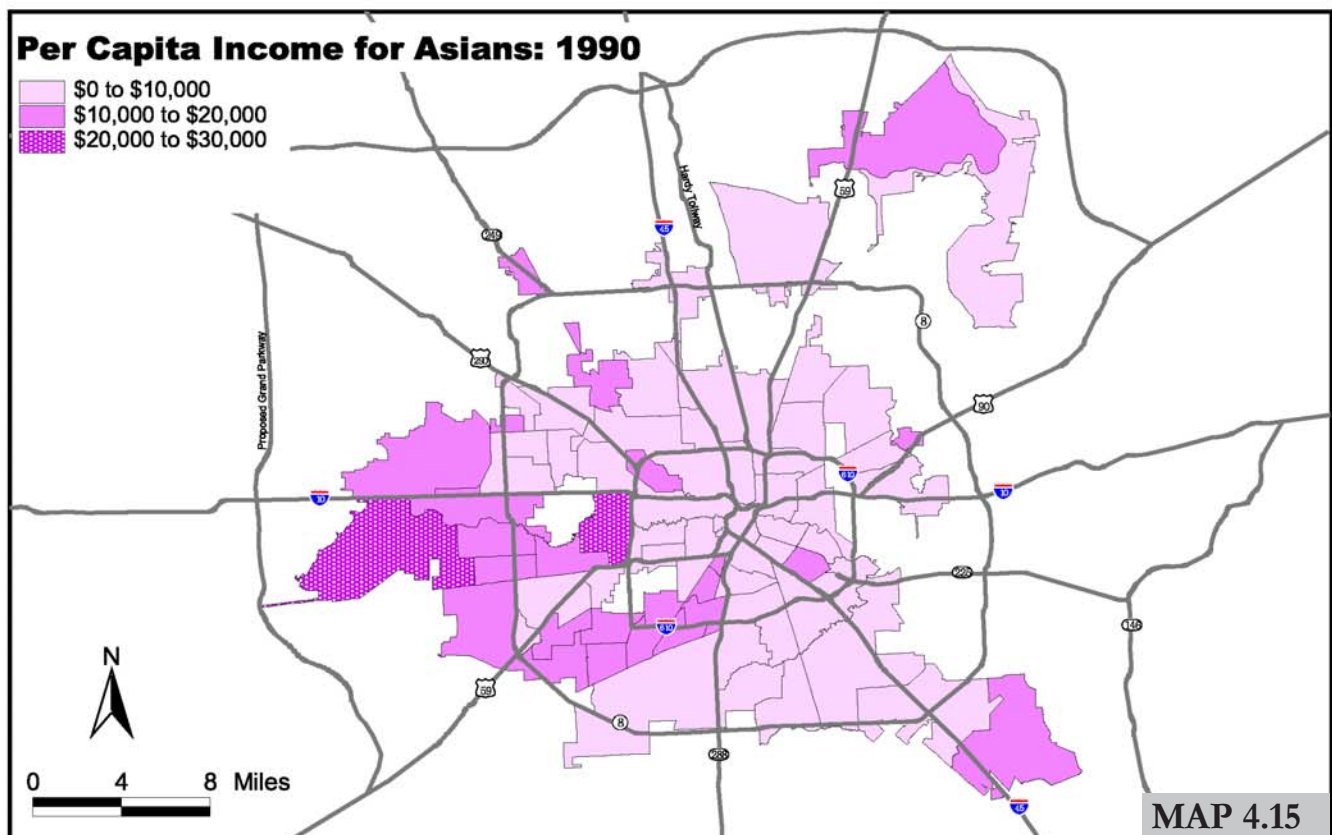 Per Capita Income for Asians: 1990
$0 to $10,000
$10,000 to $20,000
$20,000 to $30,000
Hardy Tollway
59
45
249
8
290
Proposed Grand Parkway
90
610
10
10
225
146
610
N
59
8
288
0 4 8 Miles
45
MAP 4.15